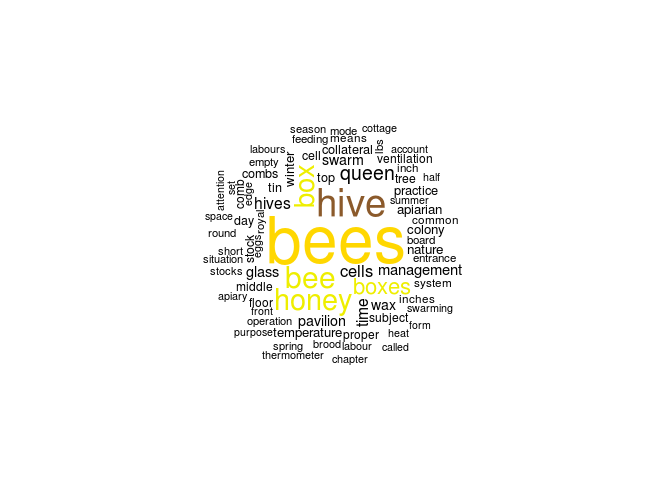 season mode cottage
feeding means
labours cell collateral lbs account
empty winter swarm ventilation
combs box top queen tree inch half
attention set comb edge tin practice
hives hive summer
space day royal apiarian
common
round bees colony
stock eggs board
short nature
situation entrance
stocks glass bee cells management
middle boxes system
apiary floor honey time wax inches
front swarming
operation pavilion subject form
purpose temperature proper heat
spring brood labour called
thermometer chapter